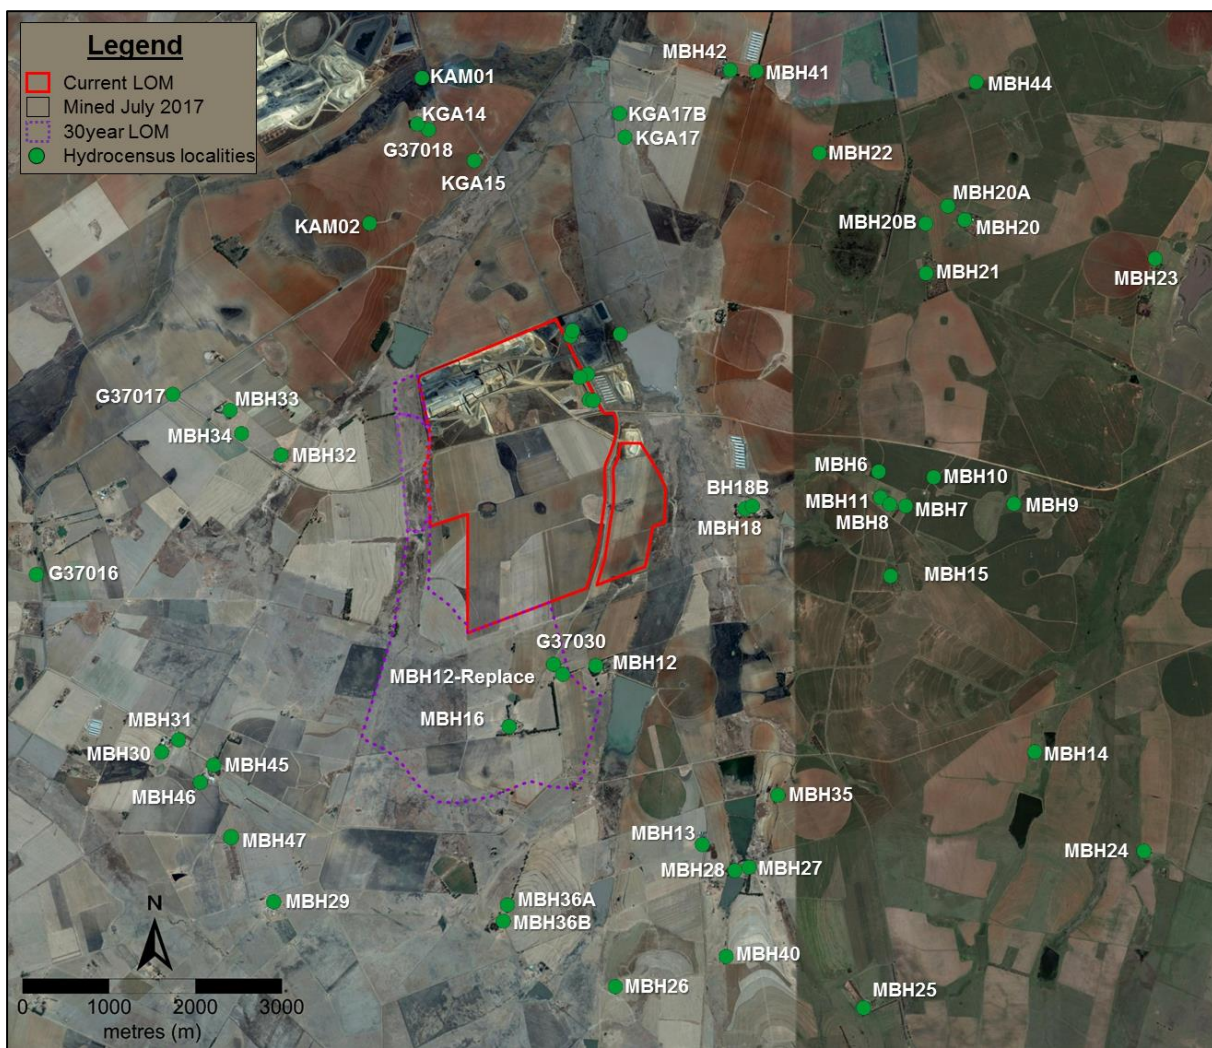 Legend
Current LOM
Mined July 2017
30year LOM
Hydrocensus localities
KAM01
KGA14
G37018
KGA15
KAM02
MBH42
MBH41
KGA17B
KGA17
MBH44
MBH22
MBH20A
MBH20B
MBH20
MBH21
MBH23
G37017
MBH33
MBH34
MBH32
G37016
BH18B
MBH18
MBH6
MBH10
MBH11
MBH8
MBH7
MBH9
MBH15
G37030
MBH12-Replace
MBH12
MBH16
MBH31
MBH30
MBH45
MBH46
MBH47
MBH29
MBH14
MBH35
MBH13
MBH28
MBH27
MBH24
MBH36A
MBH36B
MBH40
MBH26
MBH25
N
0 1000 2000 3000
metres (m)